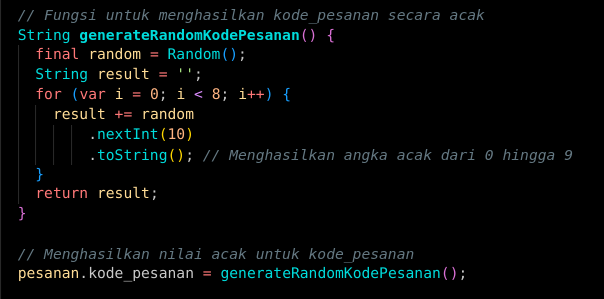 // Fungsi untuk menghasilkan kode_pesanan secara acak
String generateRandomKodePesanan() {
final random = Random();
String result = '';
for (var i = 0; i < 8; i++) {
result += random
.nextInt(10)
.toString(); // Menghasilkan angka acak dari 0 hingga 9
}
return result;
}
// Menghasilkan nilai acak untuk kode_pesanan
pesanan.kode_pesanan = generateRandomKodePesanan();